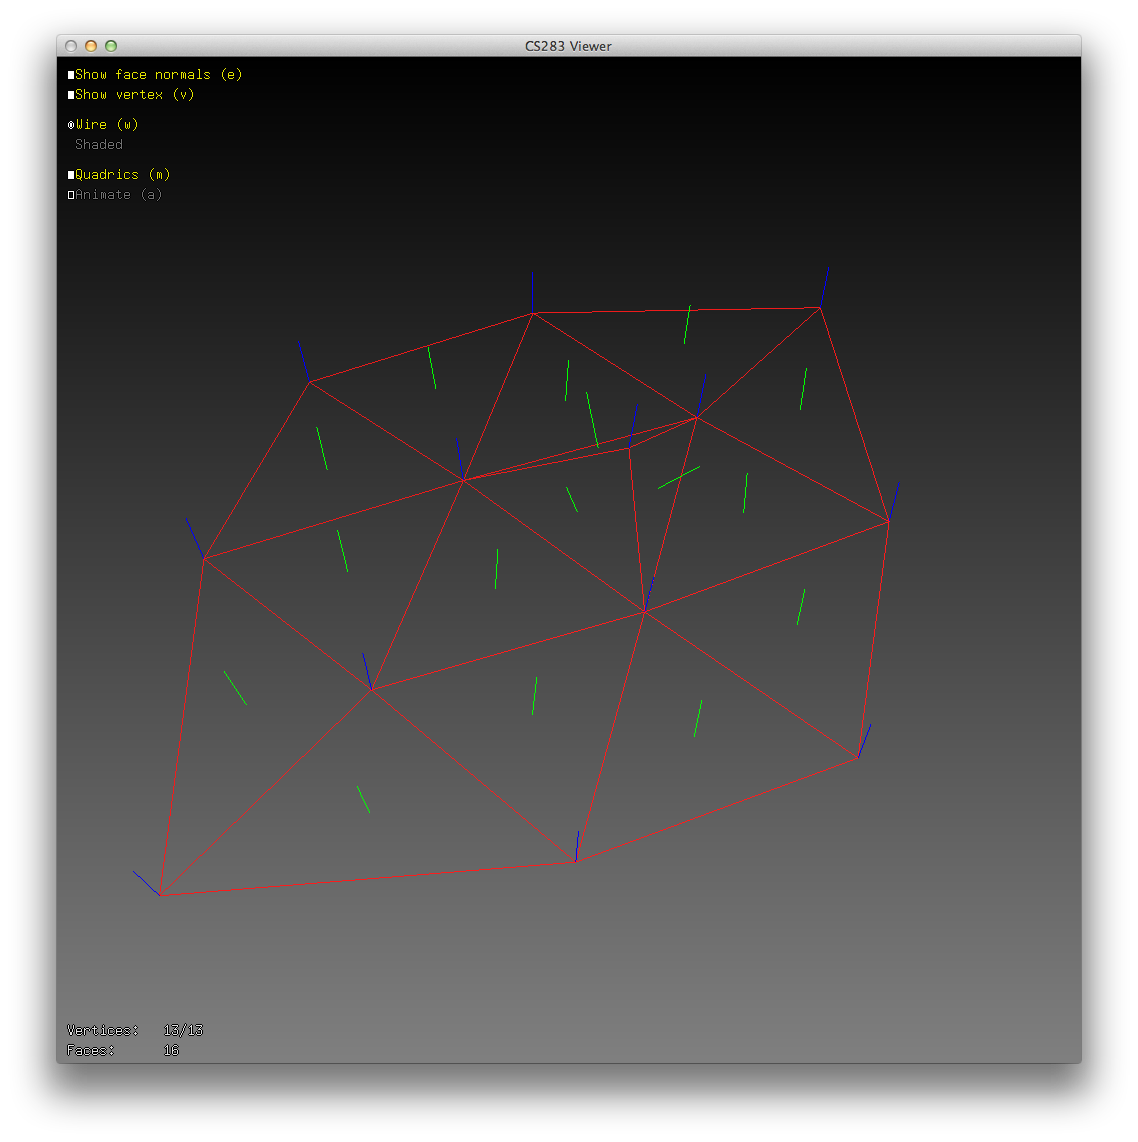 CS283 Viewer
Show face normals (e)
Show vertex (v)
Wire (w)
Shaded
Quadrics (m)
Animate (a)
Vertices: 13/13
Faces: 16